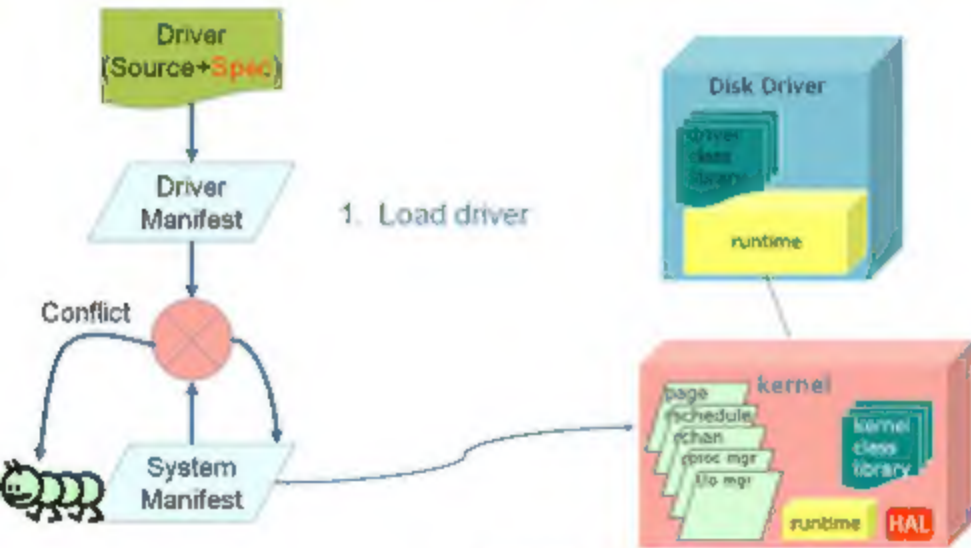 Driver
(Source+Spec)
Driver
Manifest
1. Load driver
Conflict
System
Manifest
Disk Driver
driver
class
library
runtime
kernel
page
schedule
chan
proc mgr
i/o mgr
kernel
class
library
runtime
HAL